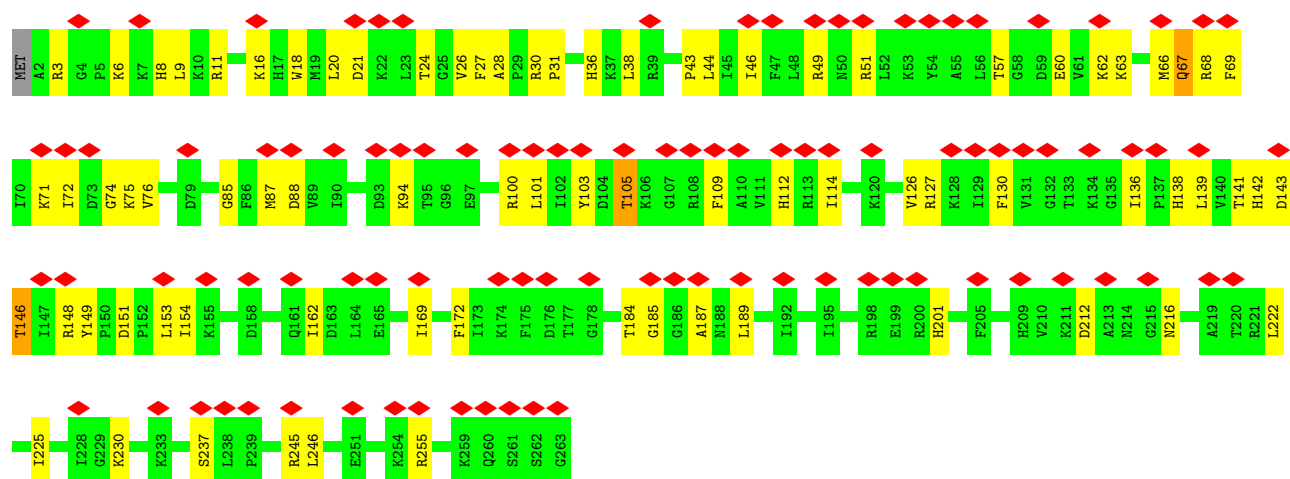 MET A2 R3 G4 P5 K6 K7 H8 L9 K10 R11 K16 H17 W18 M19 L20 D21 K22 L23 T24 G25 V26 F27 A28 P29 R30 P31 H36 K37 L38 R39 P43 L44 I45 I46 F47 L48 R49 N50 R51 L52 K53 Y54 A55 L56 T57 G58 D59 E60 V61 K62 K63 M66 Q67 R68 F69
I70 K71 I72 D73 G74 K75 V76 D79 G85 F86 M87 D88 V89 I90 D93 K94 T95 G96 E97 R100 L101 I102 Y103 D104 T105 K106 G107 R108 F109 A110 V111 H112 R113 I114 K120 V126 R127 K128 I129 F130 V131 G132 T133 K134 G135 I136 P137 H138 L139 V140 T141 H142 D143
T146 I147 R148 Y149 P150 D151 P152 L153 I154 K155 D158 Q161 I162 D163 L164 E165 I169 F172 I173 K174 F175 D176 T177 G178 T184 G185 G186 A187 N188 L189 I192 I195 R198 E199 R200 H201 F205 H209 V210 K211 D212 A213 N214 G215 N216 A219 T220 R221 L222
I225 I228 G229 K230 K233 S237 L238 P239 R245 L246 E251 K254 R255 K259 Q260 S261 S262 G263